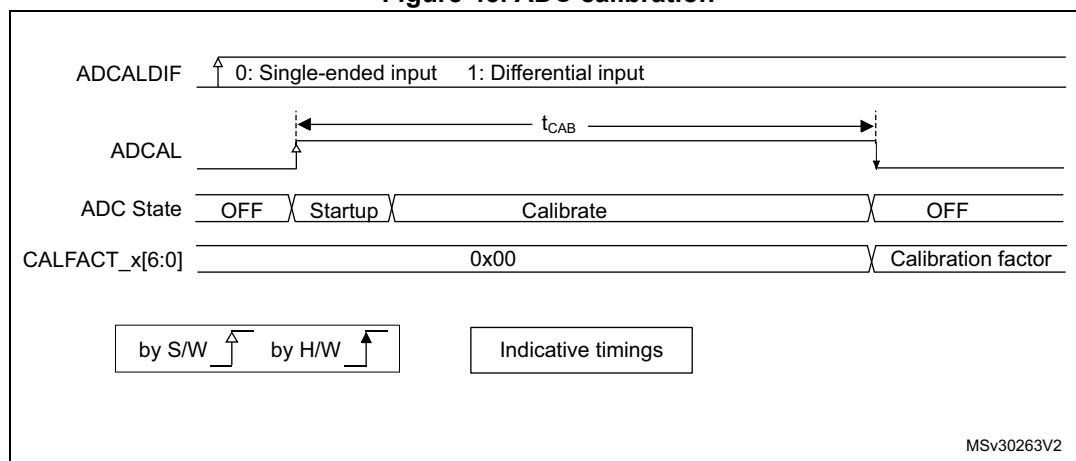 ADCALDIF 0: Single-ended input 1: Differential input
tCAB
ADCAL
ADC State OFF Startup Calibrate OFF
CALFACT_x[6:0] 0x00 Calibration factor
by S/W by H/W Indicative timings
MSv30263V2